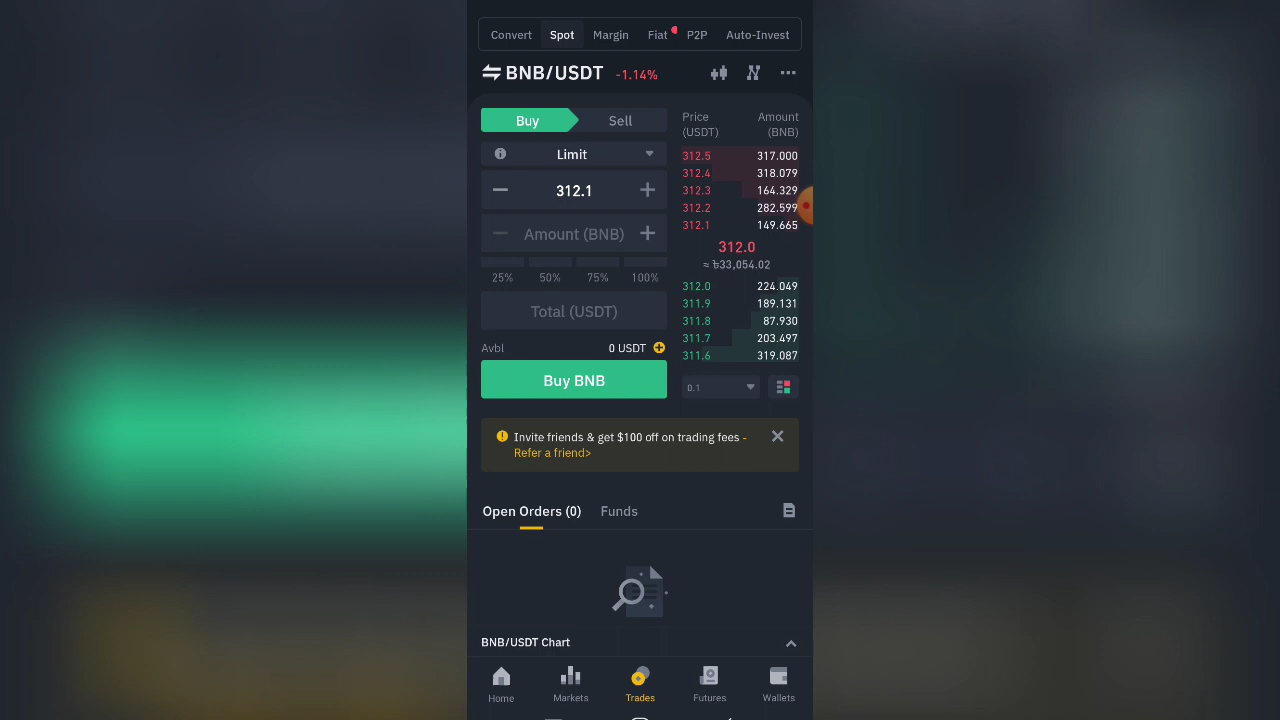 Convert Spot Margin Fiat P2P Auto-Invest
BNB/USDT -1.14%
Buy Sell
Limit
312.1
Amount (BNB)
25% 50% 75% 100%
Total (USDT)
Avbl 0 USDT
Buy BNB
Price (USDT) Amount (BNB)
312.5 317.000
312.4 318.079
312.3 164.329
312.2 282.599
312.1 149.665
312.0
≈ ৳33,054.02
312.0 224.049
311.9 189.131
311.8 87.930
311.7 203.497
311.6 319.087
0.1
Invite friends & get $100 off on trading fees -
Refer a friend>
Open Orders (0) Funds
BNB/USDT Chart
Home Markets Trades Futures Wallets